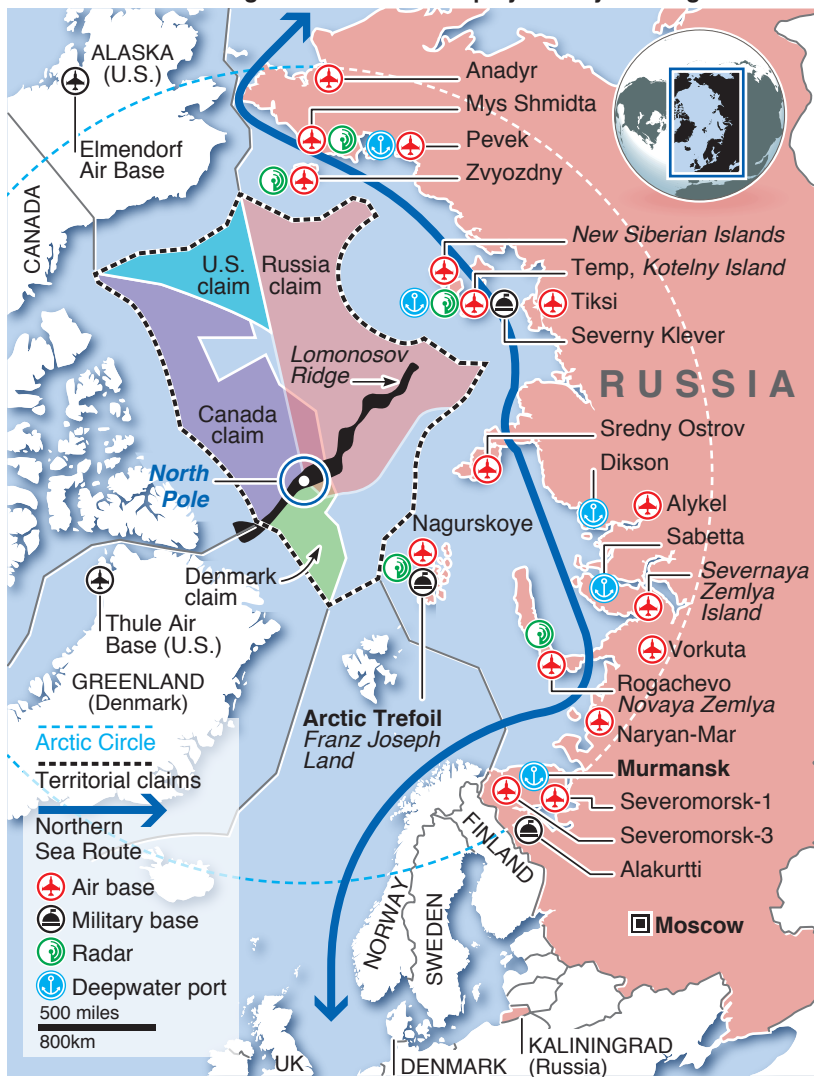 ALASKA
(U.S.)
Elmendorf
Air Base
CANADA
Anadyr
Mys Shmidta
Pevek
Zvyozdny
New Siberian Islands
Temp, Kotelny Island
Tiksi
Severny Klever
U.S.
claim
Russia
claim
Lomonosov
Ridge
RUSSIA
Canada
claim
North
Pole
Sredny Ostrov
Dikson
Alykel
Sabetta
Severnaya
Zemlya
Island
Nagurskoye
Denmark
claim
Thule Air
Base (U.S.)
GREENLAND
(Denmark)
Arctic Trefoil
Franz Joseph
Land
Vorkuta
Rogachevo
Novaya Zemlya
Naryan-Mar
Murmansk
Severomorsk-1
Severomorsk-3
Alakurtti
Moscow
FINLAND
NORWAY
SWEDEN
UK
DENMARK
KALININGRAD
(Russia)
Arctic Circle
Territorial claims
Northern
Sea Route
Air base
Military base
Radar
Deepwater port
500 miles
800km